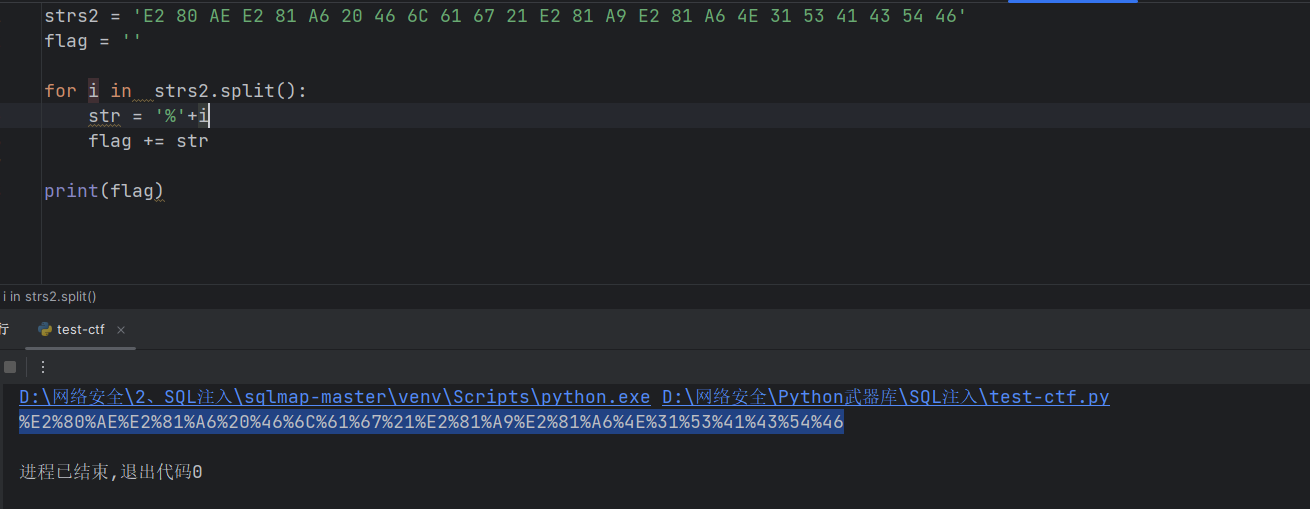 strs2 = 'E2 80 AE E2 81 A6 20 46 6C 61 67 21 E2 81 A9 E2 81 A6 4E 31 53 41 43 54 46'
flag = ''
for i in  strs2.split():
    str = '%'+i
    flag += str
print(flag)
i in strs2.split()
行
test-ctf ×
D:\网络安全\2、SQL注入\sqlmap-master\venv\Scripts\python.exe D:\网络安全\Python武器库\SQL注入\test-ctf.py
%E2%80%AE%E2%81%A6%20%46%6C%61%67%21%E2%81%A9%E2%81%A6%4E%31%53%41%43%54%46
进程已结束,退出代码0